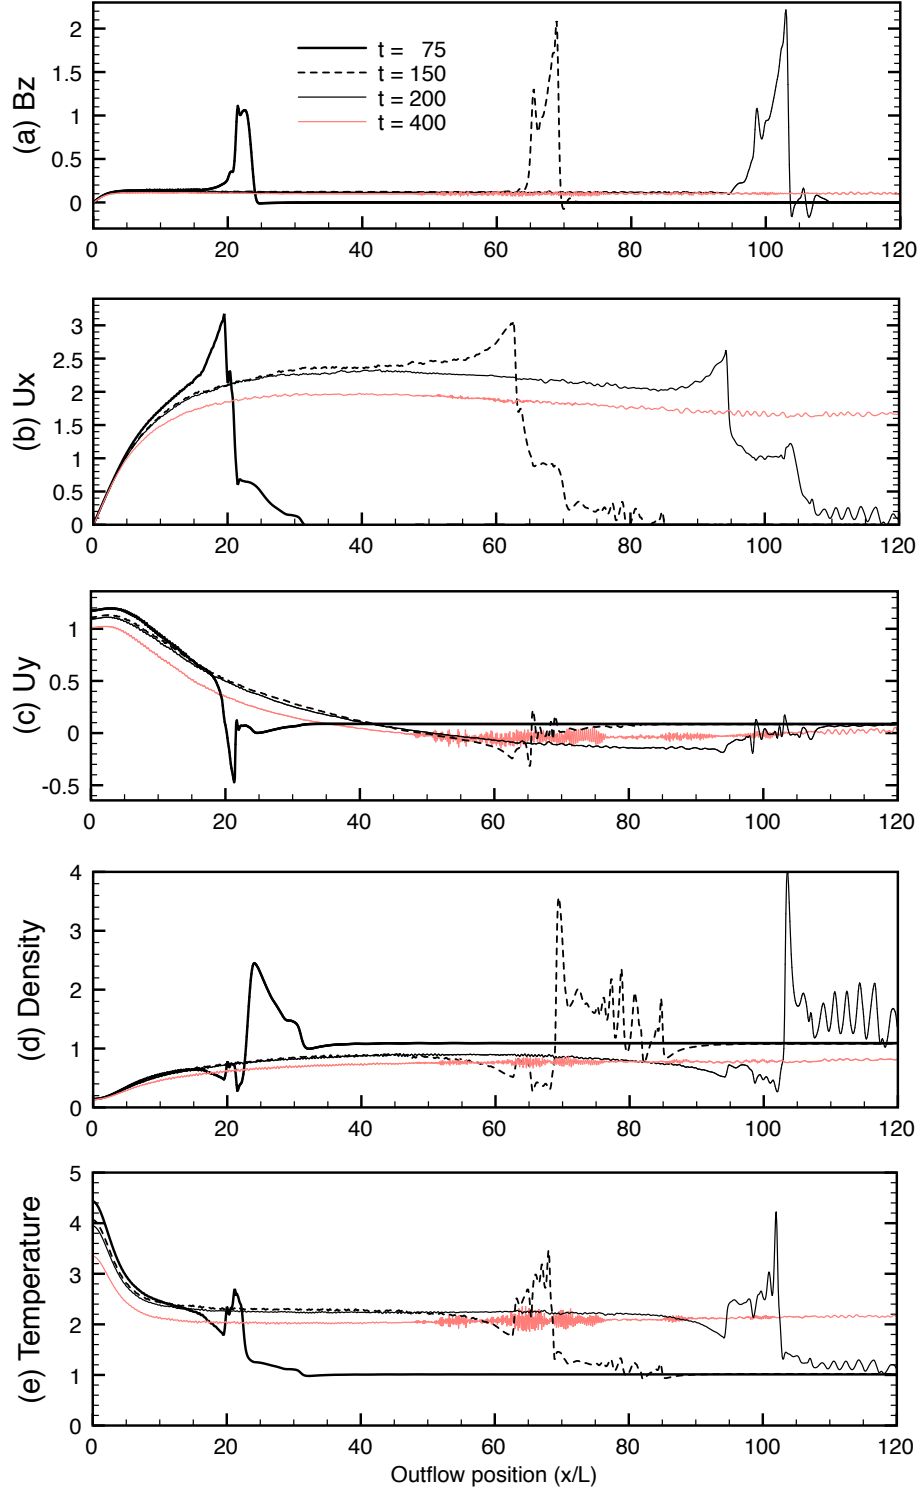 (a) Bz
2
1.5
1
0.5
0
t = 75
t = 150
t = 200
t = 400
0 20 40 60 80 100 120
(b) Ux
3
2.5
2
1.5
1
0.5
0
0 20 40 60 80 100 120
(c) Uy
1
0.5
0
-0.5
0 20 40 60 80 100 120
(d) Density
4
3
2
1
0
0 20 40 60 80 100 120
(e) Temperature
5
4
3
2
1
0
0 20 40 60 80 100 120
Outflow position (x/L)